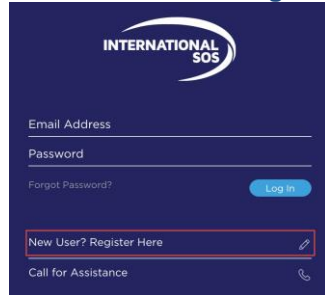 INTERNATIONAL
SOS
Email Address
Password
Forgot Password?
Log In
New User? Register Here
Call for Assistance